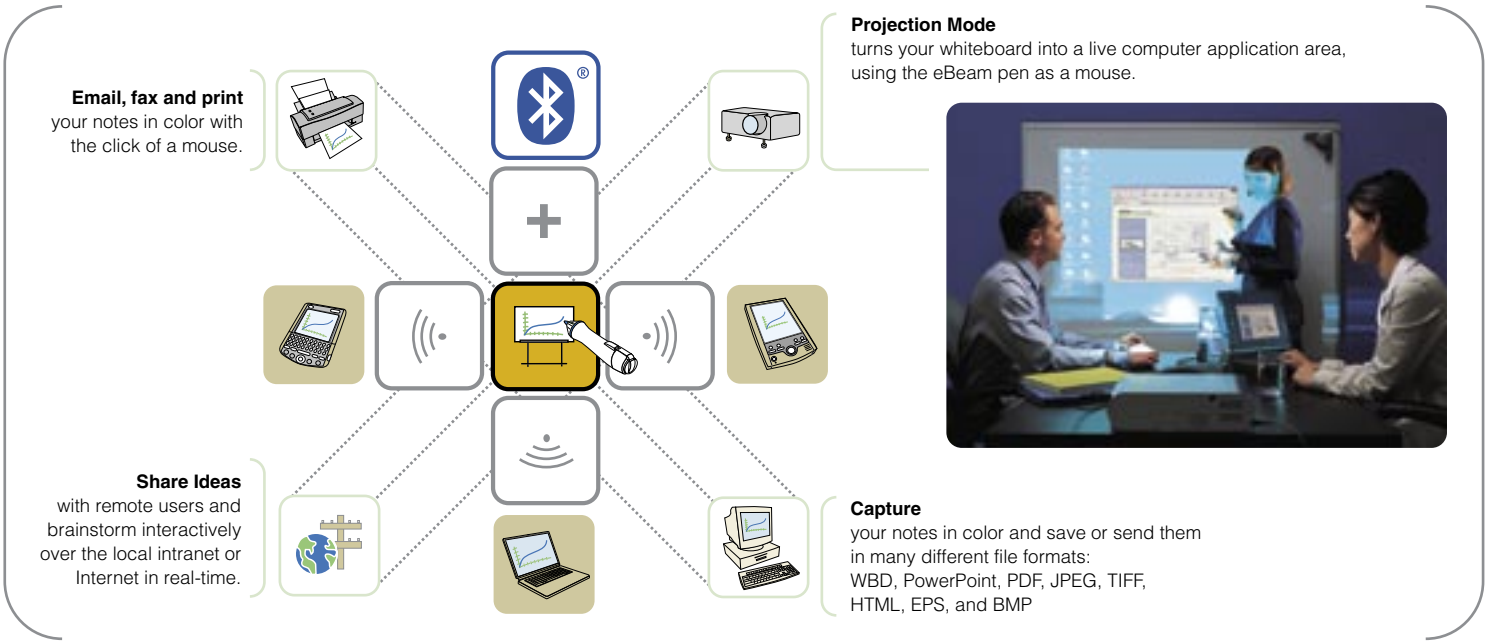 Email, fax and print
your notes in color with
the click of a mouse.
®
Projection Mode
turns your whiteboard into a live computer application area,
using the eBeam pen as a mouse.
Share Ideas
with remote users and
brainstorm interactively
over the local intranet or
Internet in real-time.
Capture
your notes in color and save or send them
in many different file formats:
WBD, PowerPoint, PDF, JPEG, TIFF,
HTML, EPS, and BMP